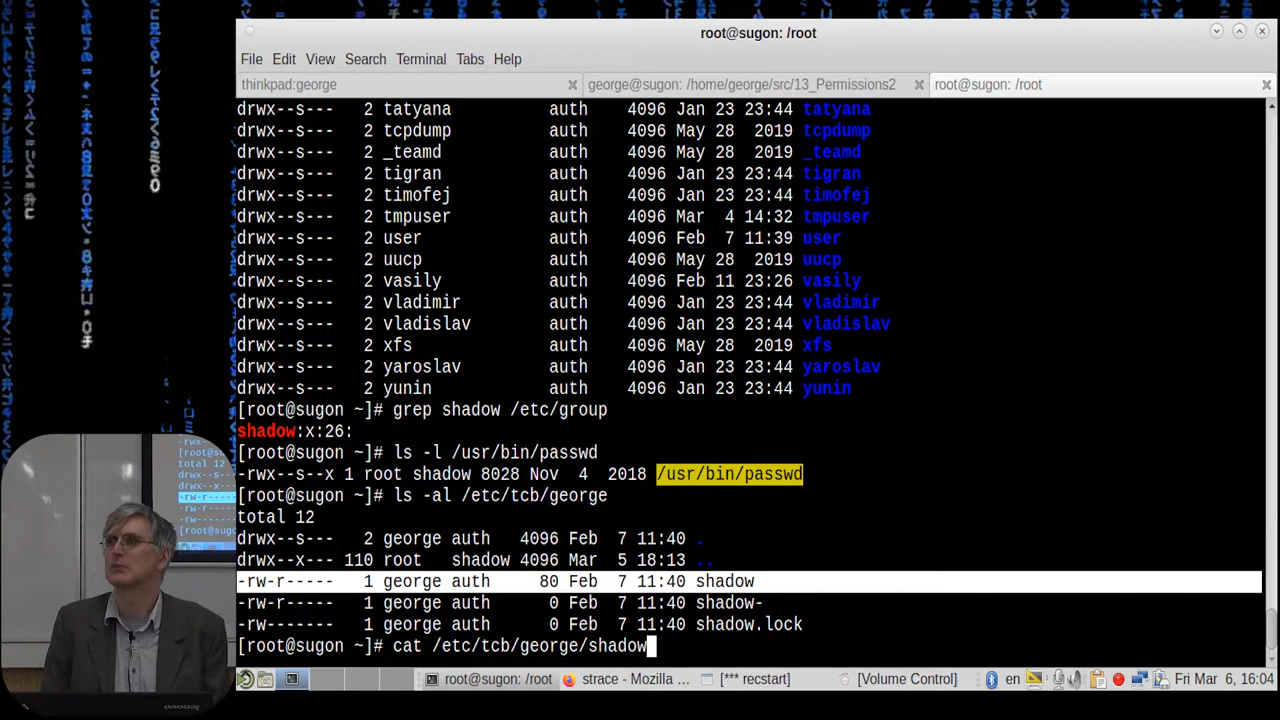 root@sugon: /root
File Edit View Search Terminal Tabs Help
thinkpad:george george@sugon: /home/george/src/13_Permissions2 root@sugon: /root
drwx--s--- 2 tatyana auth 4096 Jan 23 23:44 tatyana
drwx--s--- 2 tcpdump auth 4096 May 28 2019 tcpdump
drwx--s--- 2 _teamd auth 4096 May 28 2019 _teamd
drwx--s--- 2 tigran auth 4096 Jan 23 23:44 tigran
drwx--s--- 2 timofej auth 4096 Jan 23 23:44 timofej
drwx--s--- 2 tmpuser auth 4096 Mar 4 14:32 tmpuser
drwx--s--- 2 user auth 4096 Feb 7 11:39 user
drwx--s--- 2 uucp auth 4096 May 28 2019 uucp
drwx--s--- 2 vasily auth 4096 Feb 11 23:26 vasily
drwx--s--- 2 vladimir auth 4096 Jan 23 23:44 vladimir
drwx--s--- 2 vladislav auth 4096 Jan 23 23:44 vladislav
drwx--s--- 2 xfs auth 4096 May 28 2019 xfs
drwx--s--- 2 yaroslav auth 4096 Jan 23 23:44 yaroslav
drwx--s--- 2 yunin auth 4096 Jan 23 23:44 yunin
[root@sugon ~]# grep shadow /etc/group
shadow:x:26:
[root@sugon ~]# ls -l /usr/bin/passwd
-rwx--s--x 1 root shadow 8028 Nov 4 2018 /usr/bin/passwd
[root@sugon ~]# ls -al /etc/tcb/george
total 12
drwx--s--- 2 george auth 4096 Feb 7 11:40 .
drwx--x--- 110 root shadow 4096 Mar 5 18:13 ..
-rw-r----- 1 george auth 80 Feb 7 11:40 shadow
-rw-r----- 1 george auth 0 Feb 7 11:40 shadow-
-rw------- 1 george auth 0 Feb 7 11:40 shadow.lock
[root@sugon ~]# cat /etc/tcb/george/shadow
root@sugon: /root strace - Mozilla ... [*** recstart] [Volume Control] en Fri Mar 6, 16:04